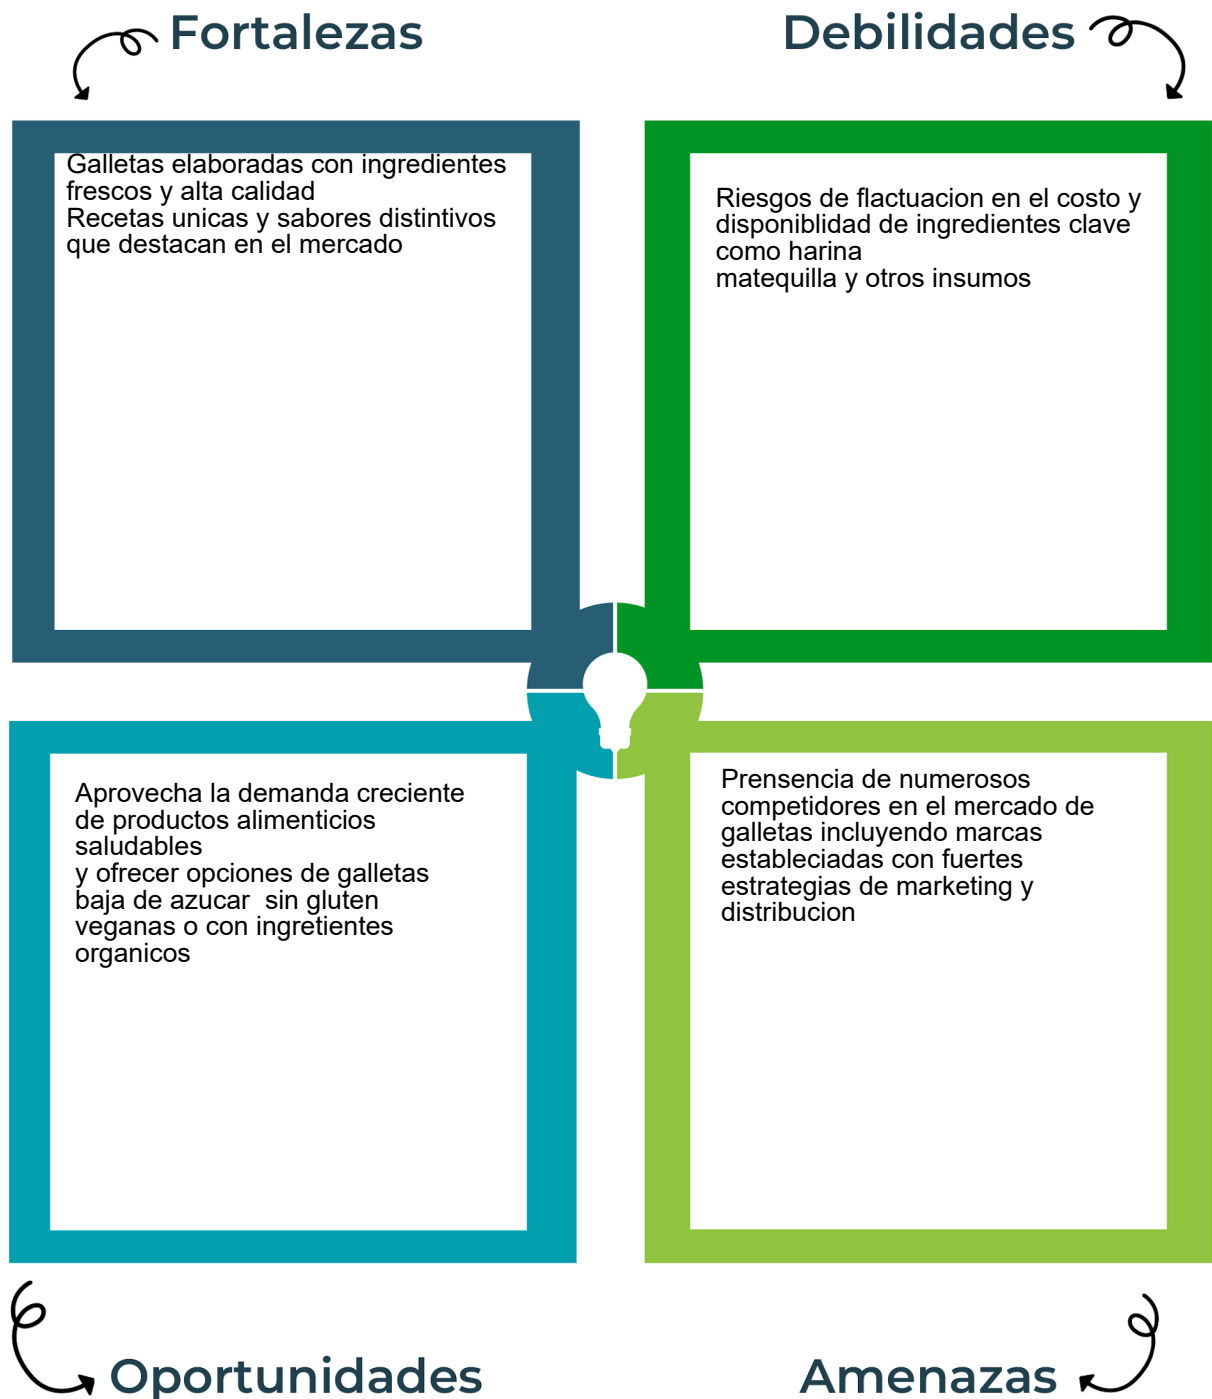 Fortalezas
Debilidades
Galletas elaboradas con ingredientes
frescos y alta calidad
Recetas unicas y sabores distintivos
que destacan en el mercado
Riesgos de flactuacion en el costo y
disponiblidad de ingredientes clave
como harina
matequilla y otros insumos
Aprovecha la demanda creciente
de productos alimenticios
saludables
y ofrecer opciones de galletas
baja de azucar  sin gluten
veganas o con ingretientes
organicos
Prensencia de numerosos
competidores en el mercado de
galletas incluyendo marcas
estableciadas con fuertes
estrategias de marketing y
distribucion
Oportunidades
Amenazas